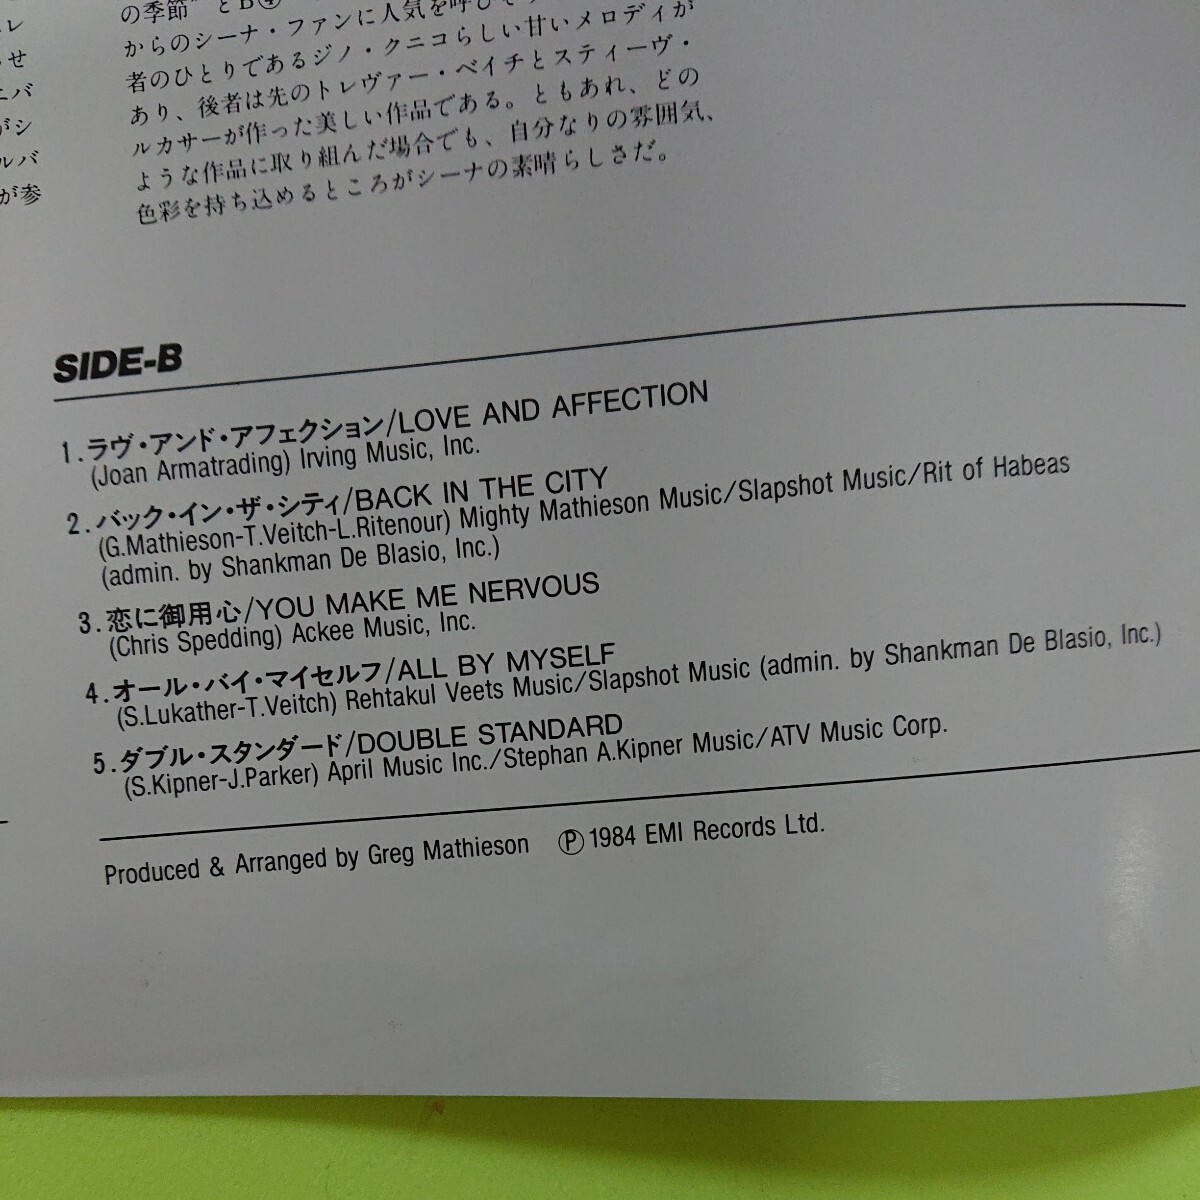 レ
せ
ニバ
がシ
ルバ
が参
の季節”とB④
からのシーナ・ファンに人気を呼びそう
者のひとりであるジノ・クニコらしい甘いメロディが
あり、後者は先のトレヴァー・ベイチとスティーヴ・
ルカサーが作った美しい作品である。ともあれ、どの
ような作品に取り組んだ場合でも、自分なりの雰囲気、
色彩を持ち込めるところがシーナの素晴らしさだ。
SIDE-B
1.ラヴ・アンド・アフェクション/LOVE AND AFFECTION
(Joan Armatrading) Irving Music, Inc.
2.バック・イン・ザ・シティ/BACK IN THE CITY
(G.Mathieson-T.Veitch-L.Ritenour) Mighty Mathieson Music/Slapshot Music/Rit of Habeas
(admin. by Shankman De Blasio, Inc.)
3.恋に御用心/YOU MAKE ME NERVOUS
(Chris Spedding) Ackee Music, Inc.
4.オール・バイ・マイセルフ/ALL BY MYSELF
(S.Lukather-T.Veitch) Rehtakul Veets Music/Slapshot Music (admin. by Shankman De Blasio, Inc.)
5.ダブル・スタンダード/DOUBLE STANDARD
(S.Kipner-J.Parker) April Music Inc./Stephan A.Kipner Music/ATV Music Corp.
Produced & Arranged by Greg Mathieson ℗1984 EMI Records Ltd.